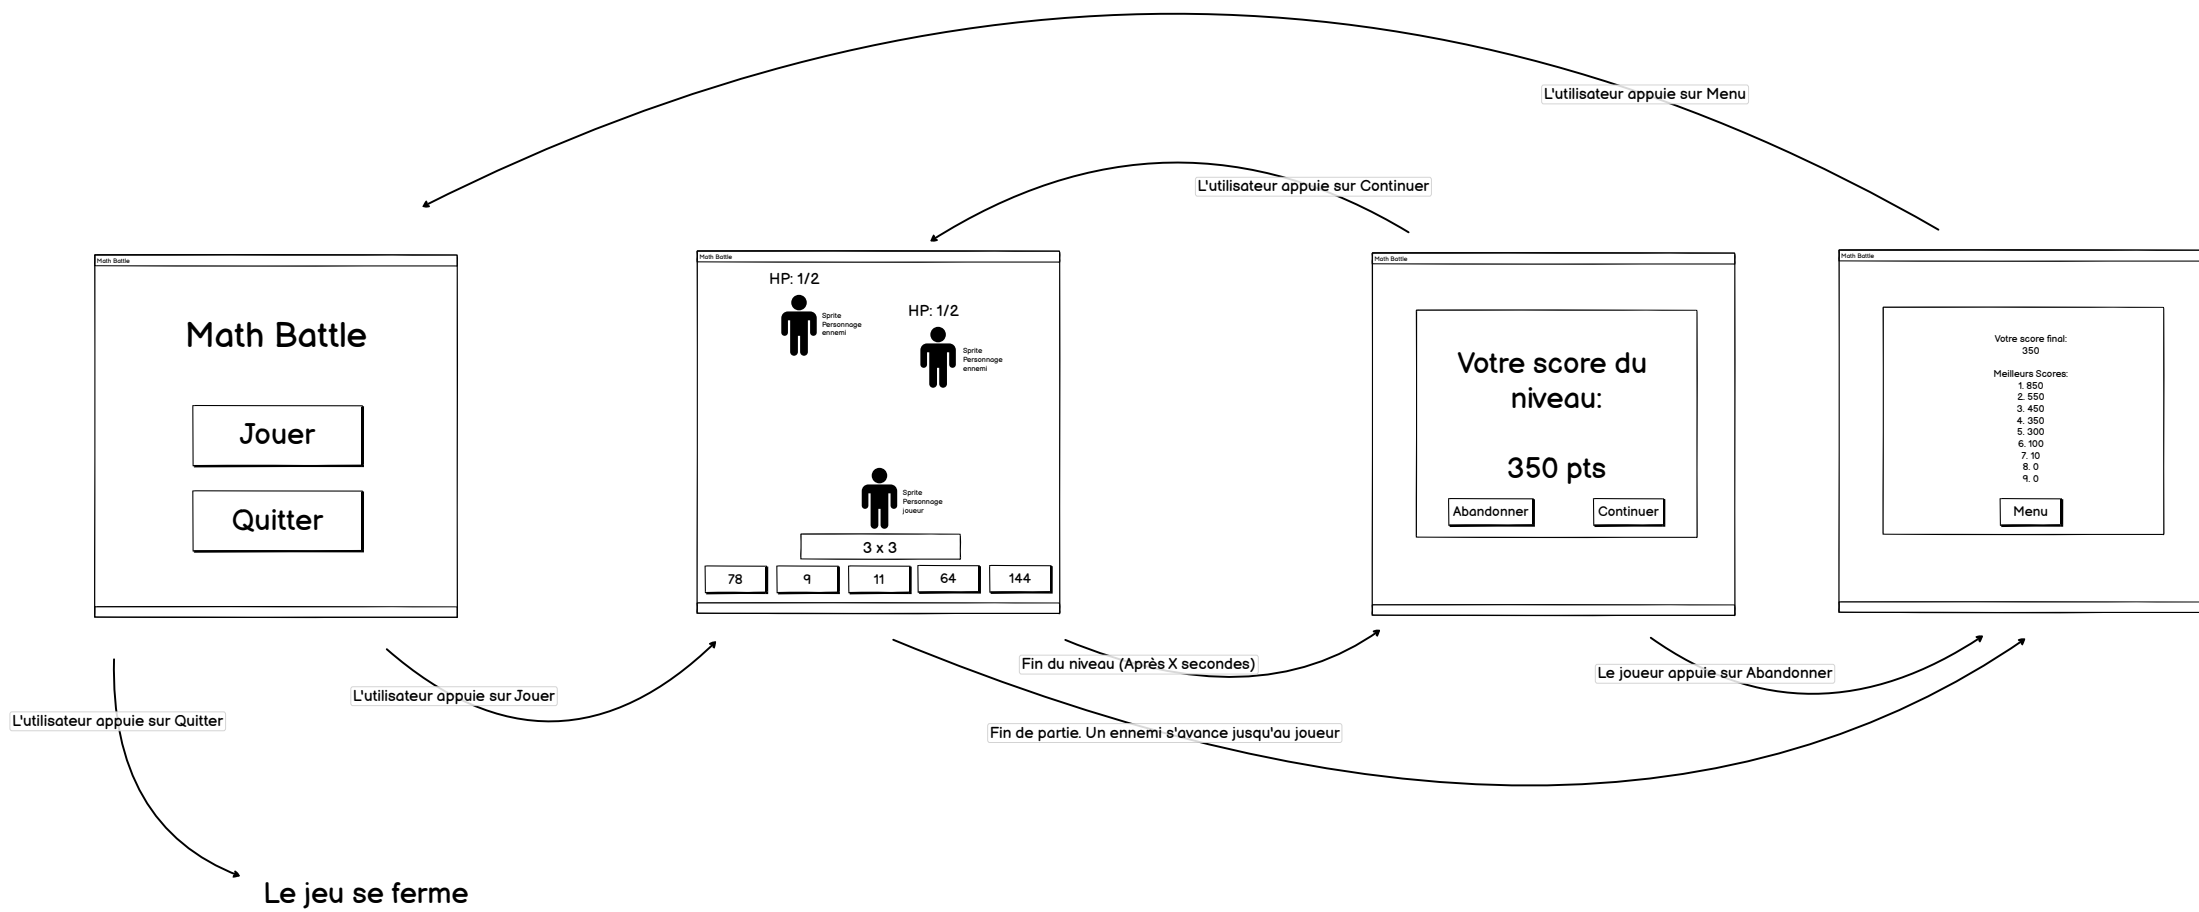 L'utilisateur appuie sur Menu
L'utilisateur appuie sur Continuer
Math Battle
Math Battle
Jouer
Quitter
Math Battle
HP: 1/2
Sprite
Personnage
ennemi
HP: 1/2
Sprite
Personnage
ennemi
Sprite
Personnage
joueur
3 x 3
78 9 11 64 144
Math Battle
Votre score du
niveau:
350 pts
Abandonner Continuer
Math Battle
Votre score final:
350
Meilleurs Scores:
1. 850
2. 550
3. 450
4. 350
5. 300
6. 100
7. 10
8. 0
9. 0
Menu
L'utilisateur appuie sur Quitter
L'utilisateur appuie sur Jouer
Fin du niveau (Après X secondes)
Fin de partie. Un ennemi s'avance jusqu'au joueur
Le joueur appuie sur Abandonner
Le jeu se ferme